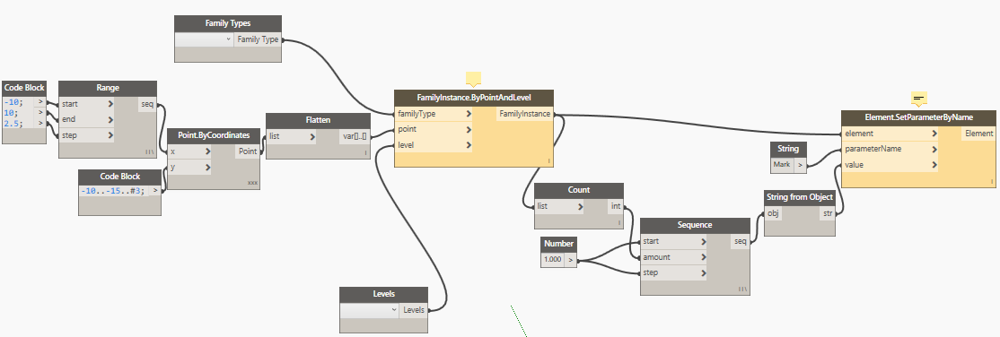 Family Types
Family Type
Code Block
-10; >
10; >
2.5; >
Range
start > seq
end >
step >
Code Block
-10..-15..#3; >
Point.ByCoordinates
x > Point
y >
xxx
Flatten
list > var[]..[]
FamilyInstance.ByPointAndLevel
familyType > FamilyInstance
point >
level >
Levels
Levels
Count
list > int
Number
1.000 >
Sequence
start > seq
amount >
step >
String
Mark >
String from Object
obj str
Element.SetParameterByName
element > Element
parameterName >
value >